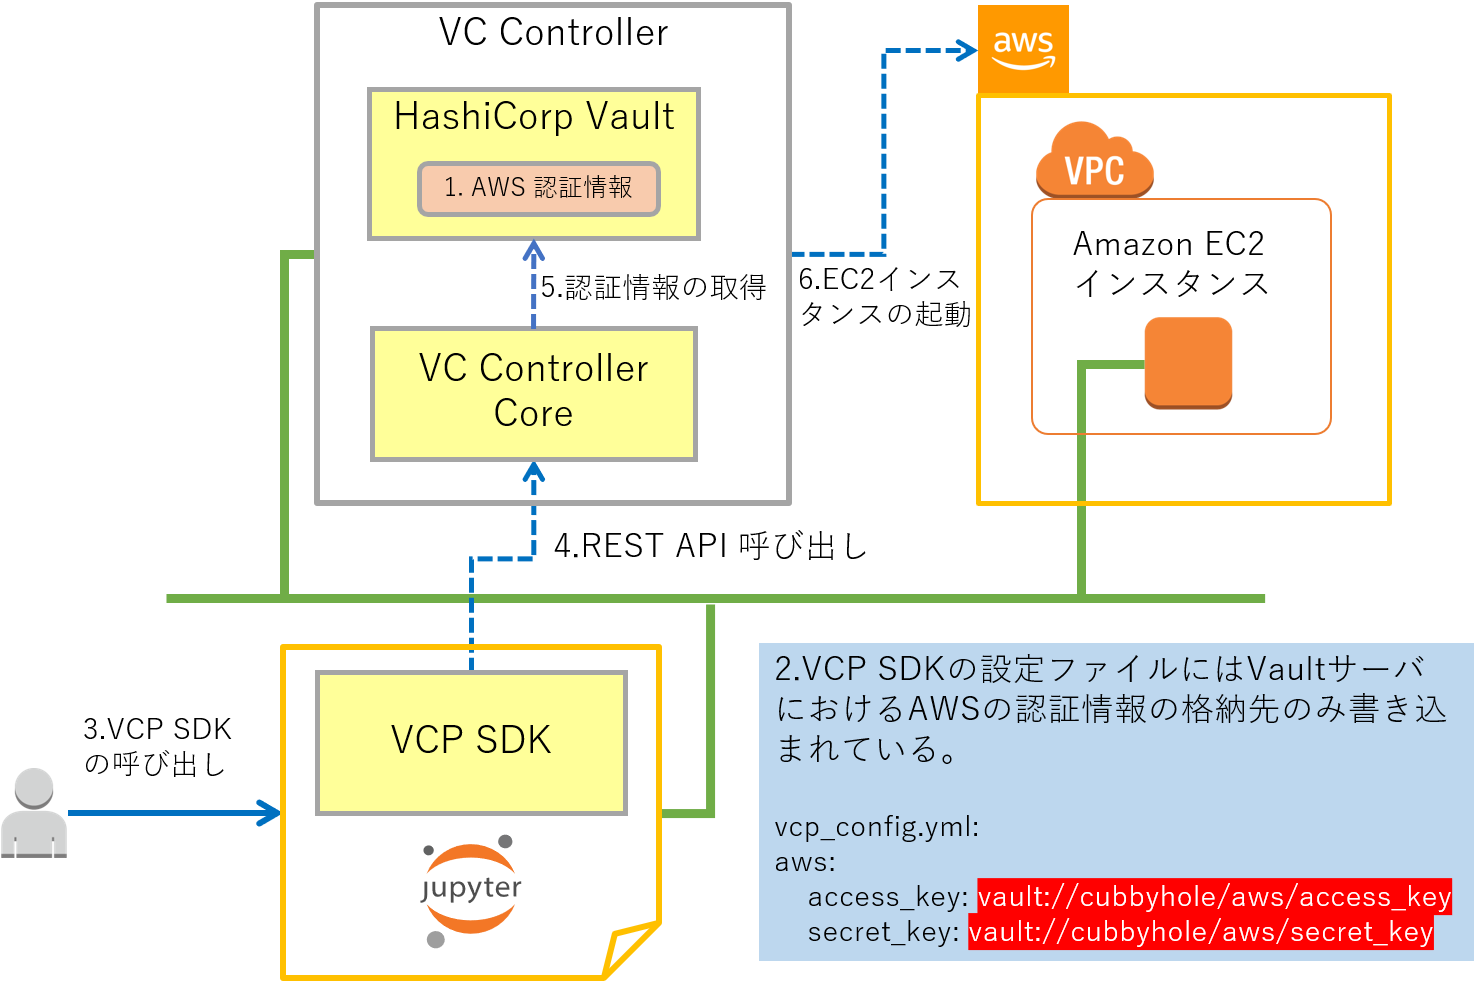 VC Controller
HashiCorp Vault
1. AWS 認証情報
5.認証情報の取得
VC Controller
Core
6.EC2インス
タンスの起動
aws
VPC
Amazon EC2
インスタンス
4.REST API 呼び出し
3.VCP SDK
の呼び出し
VCP SDK
jupyter
2.VCP SDKの設定ファイルにはVaultサーバ
におけるAWSの認証情報の格納先のみ書き込
まれている。
vcp_config.yml:
aws:
access_key: vault://cubbyhole/aws/access_key
secret_key: vault://cubbyhole/aws/secret_key